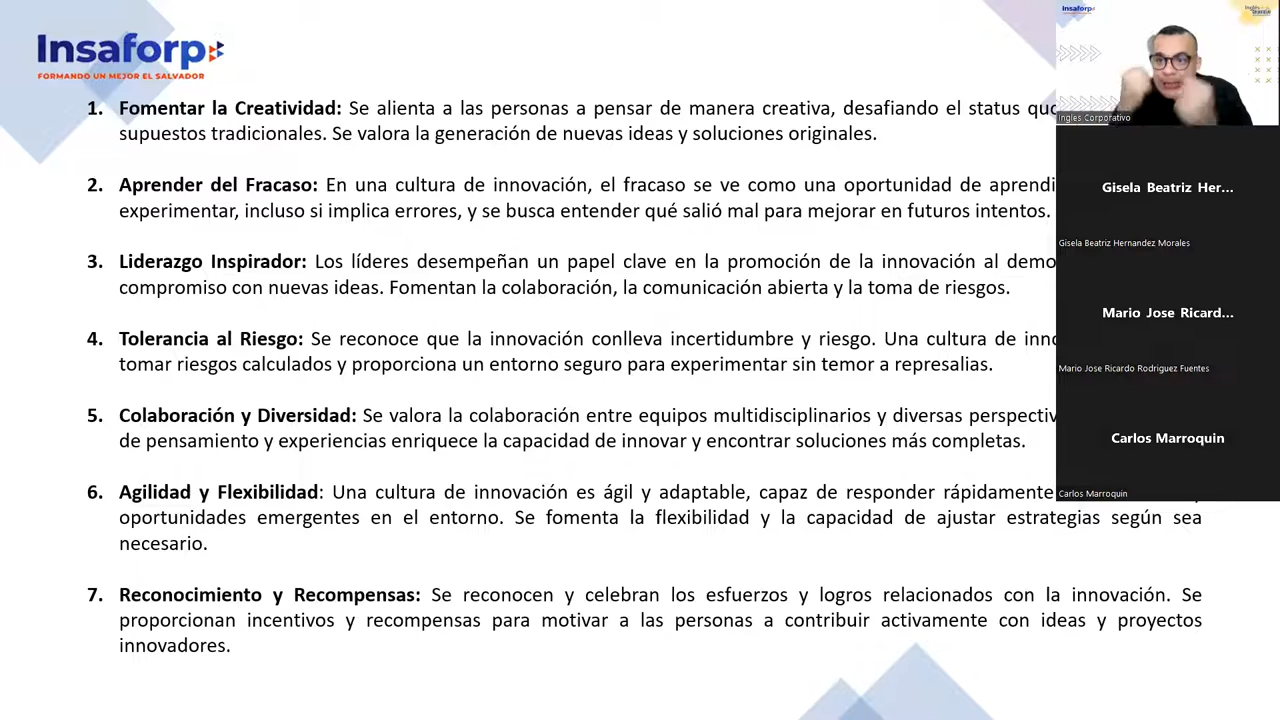 Insaforp
FORMANDO UN MEJOR EL SALVADOR
1. Fomentar la Creatividad: Se alienta a las personas a pensar de manera creativa, desafiando el status quo
supuestos tradicionales. Se valora la generación de nuevas ideas y soluciones originales.
2. Aprender del Fracaso: En una cultura de innovación, el fracaso se ve como una oportunidad de aprendi
experimentar, incluso si implica errores, y se busca entender qué salió mal para mejorar en futuros intentos.
3. Liderazgo Inspirador: Los líderes desempeñan un papel clave en la promoción de la innovación al demo
compromiso con nuevas ideas. Fomentan la colaboración, la comunicación abierta y la toma de riesgos.
4. Tolerancia al Riesgo: Se reconoce que la innovación conlleva incertidumbre y riesgo. Una cultura de inno
tomar riesgos calculados y proporciona un entorno seguro para experimentar sin temor a represalias.
5. Colaboración y Diversidad: Se valora la colaboración entre equipos multidisciplinarios y diversas perspectiv
de pensamiento y experiencias enriquece la capacidad de innovar y encontrar soluciones más completas.
6. Agilidad y Flexibilidad: Una cultura de innovación es ágil y adaptable, capaz de responder rápidamente
oportunidades emergentes en el entorno. Se fomenta la flexibilidad y la capacidad de ajustar estrategias según sea
necesario.
7. Reconocimiento y Recompensas: Se reconocen y celebran los esfuerzos y logros relacionados con la innovación. Se
proporcionan incentivos y recompensas para motivar a las personas a contribuir activamente con ideas y proyectos
innovadores.
Insaforp
Ingles Corporativo
Gisela Beatriz Her...
Gisela Beatriz Hernandez Morales
Mario Jose Ricard...
Mario Jose Ricardo Rodriguez Fuentes
Carlos Marroquin
Carlos Marroquin